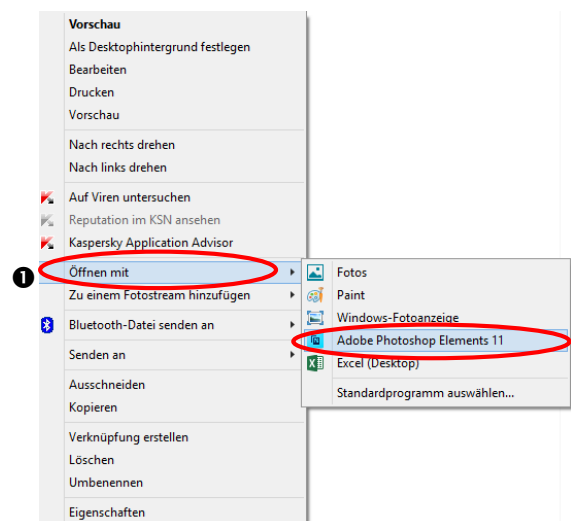 Vorschau
Als Desktophintergrund festlegen
Bearbeiten
Drucken
Vorschau
Nach rechts drehen
Nach links drehen
Auf Viren untersuchen
Reputation im KSN ansehen
Kaspersky Application Advisor
❶
Öffnen mit
Zu einem Fotostream hinzufügen
Bluetooth-Datei senden an
Senden an
Ausschneiden
Kopieren
Verknüpfung erstellen
Löschen
Umbenennen
Eigenschaften
Fotos
Paint
Windows-Fotoanzeige
Adobe Photoshop Elements 11
Excel (Desktop)
Standardprogramm auswählen...